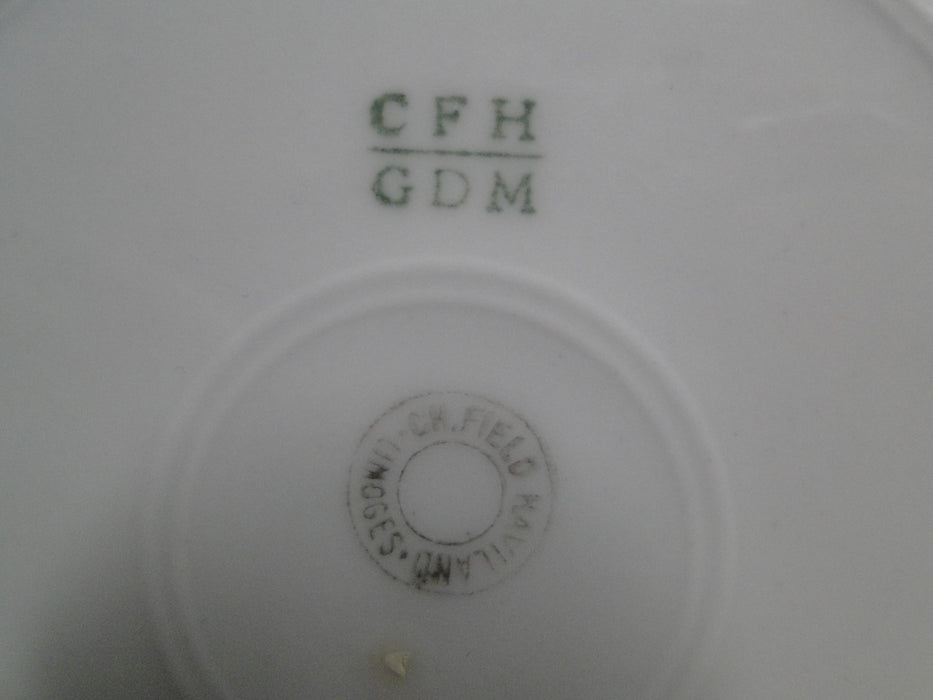 CFH
GDM
CH. FIELD HAVILAND
LIMOGES